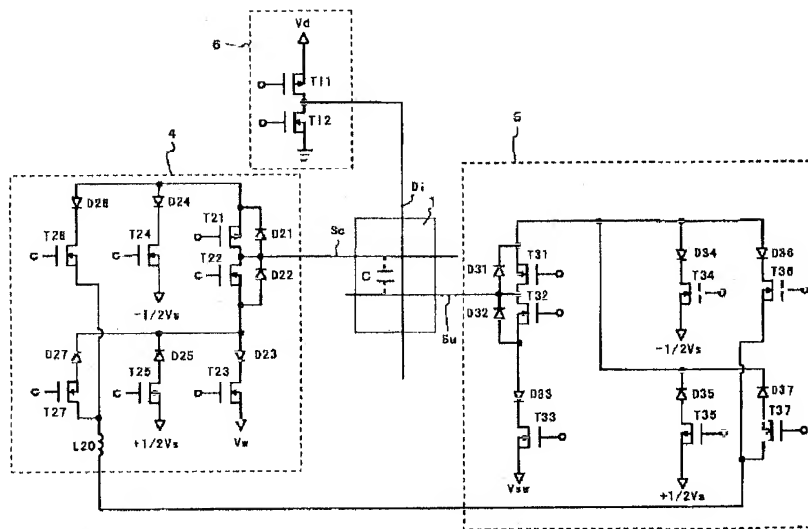 6
Vd
T11
T12
4
5
D26
D24
T21
D21
T26
T24
T22
D22
-1/2Vs
D27
D25
D23
T27
T25
T23
L20
+1/2Vs
Vw
Di
1
Sc
C
Su
D31
T31
D32
T32
D33
T33
Vsw
D34
D36
T34
T36
-1/2Vs
D35
D37
T35
T37
+1/2Vs